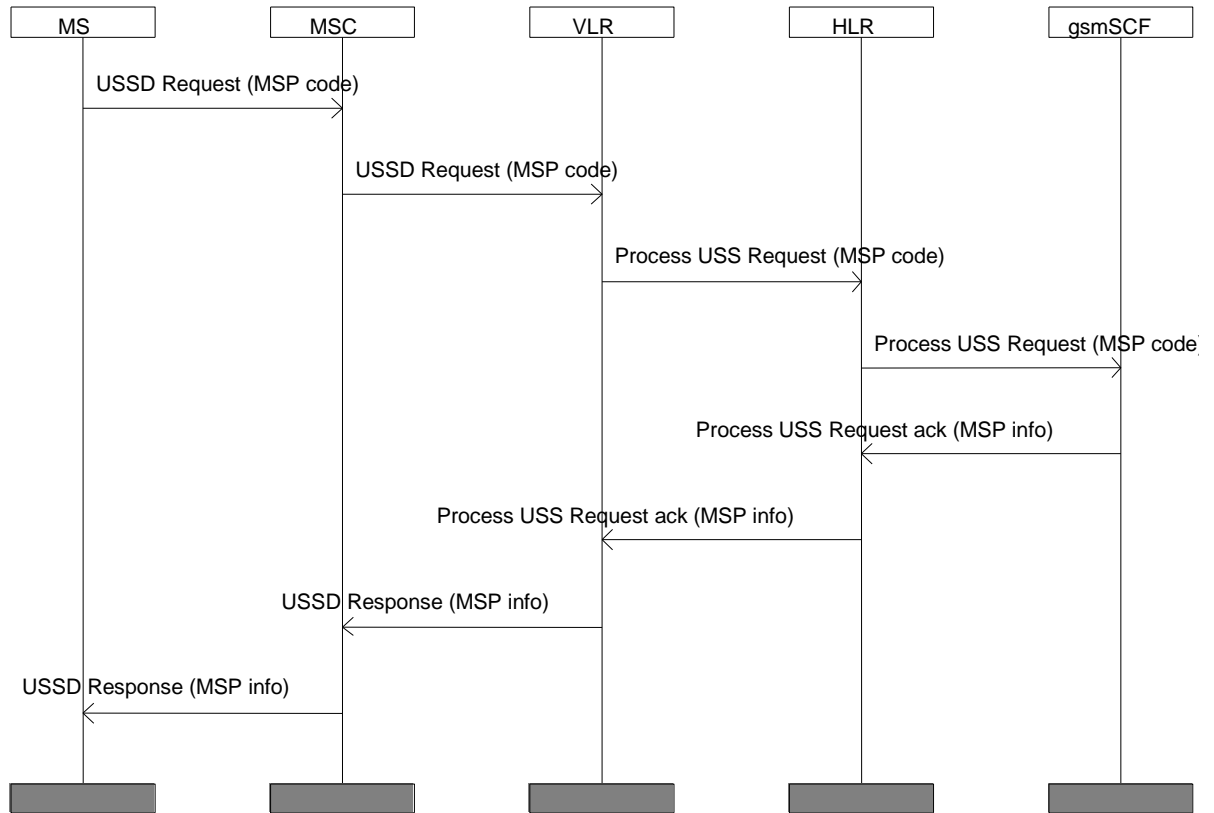 MS MSC VLR HLR gsmSCF
USSD Request (MSP code)
USSD Request (MSP code)
Process USS Request (MSP code)
Process USS Request (MSP code)
Process USS Request ack (MSP info)
Process USS Request ack (MSP info)
USSD Response (MSP info)
USSD Response (MSP info)